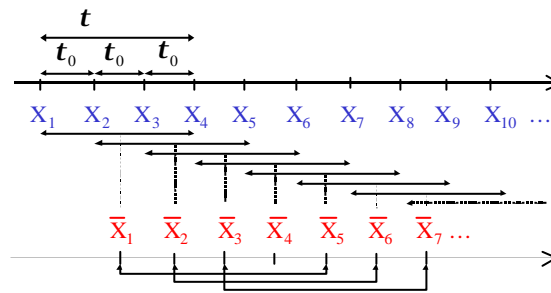 t
t₀ t₀ t₀
X₁ X₂ X₃ X₄ X₅ X₆ X₇ X₈ X₉ X₁₀ ...
X̅₁ X̅₂ X̅₃ X̅₄ X̅₅ X̅₆ X̅₇ ...